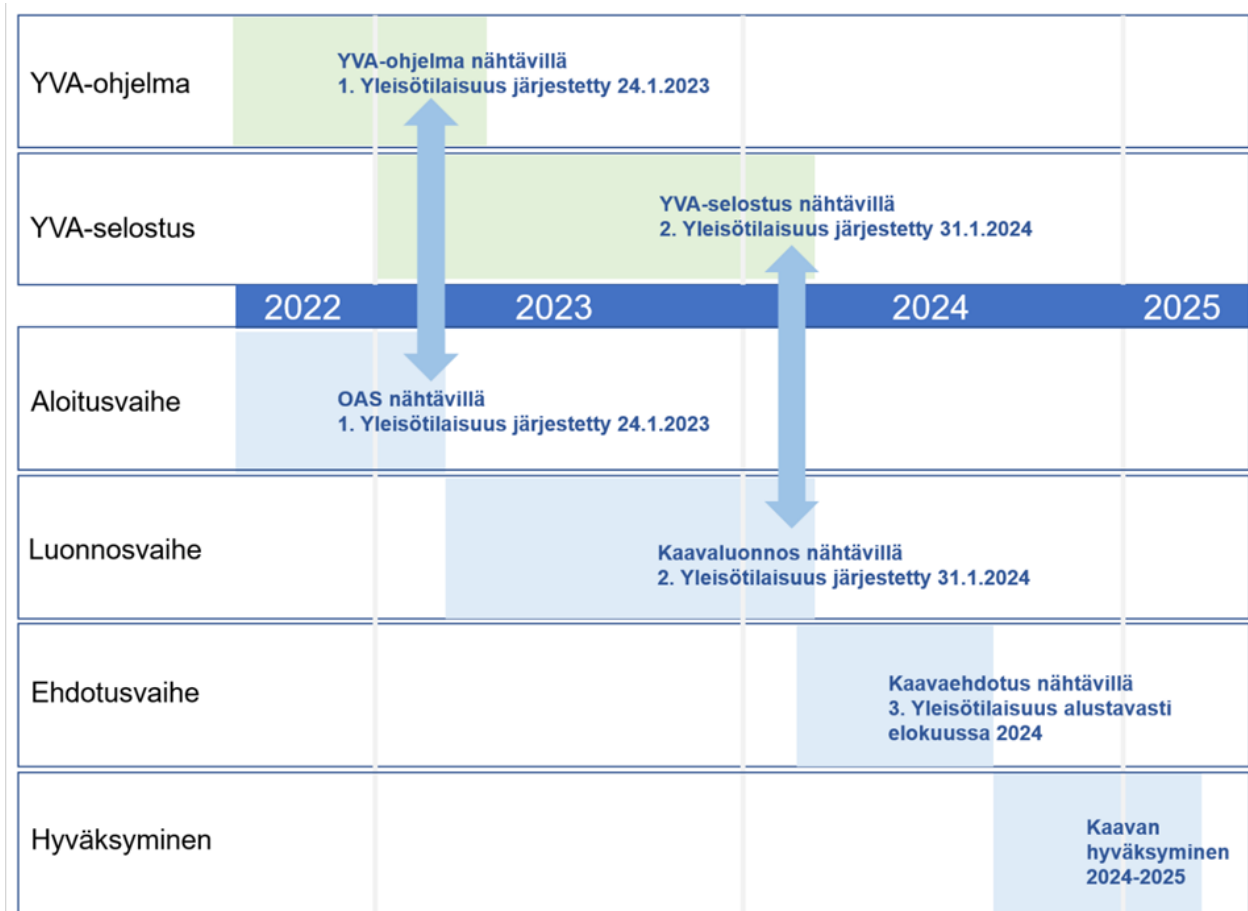 YVA-ohjelma
YVA-ohjelma nähtävillä
1. Yleisötilaisuus järjestetty 24.1.2023
YVA-selostus
YVA-selostus nähtävillä
2. Yleisötilaisuus järjestetty 31.1.2024
2022 2023 2024 2025
Aloitusvaihe
OAS nähtävillä
1. Yleisötilaisuus järjestetty 24.1.2023
Luonnosvaihe
Kaavaluonnos nähtävillä
2. Yleisötilaisuus järjestetty 31.1.2024
Ehdotusvaihe
Kaavaehdotus nähtävillä
3. Yleisötilaisuus alustavasti
elokuussa 2024
Hyväksyminen
Kaavan
hyväksyminen
2024-2025